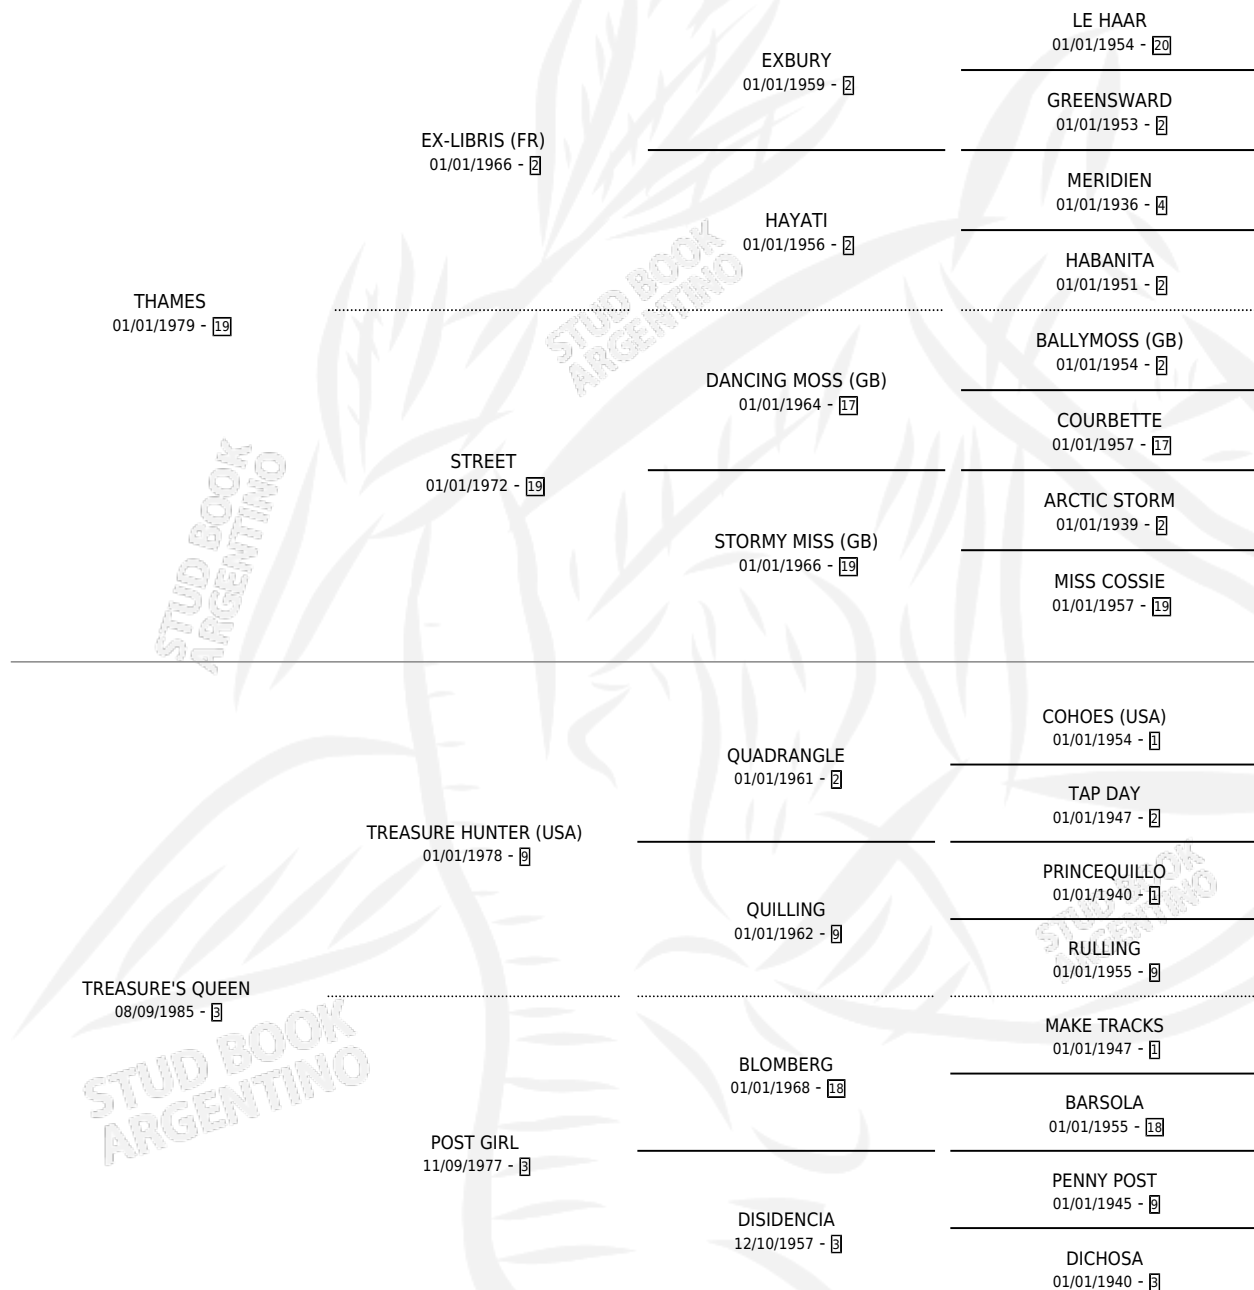 LE HAAR
01/01/1954 - 20
EXBURY
01/01/1959 - 2
GREENSWARD
01/01/1953 - 2
EX-LIBRIS (FR)
01/01/1966 - 2
MERIDIEN
01/01/1936 - 4
HAYATI
01/01/1956 - 2
HABANITA
01/01/1951 - 2
THAMES
01/01/1979 - 19
BALLYMOSS (GB)
01/01/1954 - 2
DANCING MOSS (GB)
01/01/1964 - 17
COURBETTE
01/01/1957 - 17
STREET
01/01/1972 - 19
ARCTIC STORM
01/01/1939 - 2
STORMY MISS (GB)
01/01/1966 - 19
MISS COSSIE
01/01/1957 - 19
COHOES (USA)
01/01/1954 - 1
QUADRANGLE
01/01/1961 - 2
TAP DAY
01/01/1947 - 2
TREASURE HUNTER (USA)
01/01/1978 - 9
PRINCEQUILLO
01/01/1940 - 1
QUILLING
01/01/1962 - 9
RULLING
01/01/1955 - 9
TREASURE'S QUEEN
08/09/1985 - 3
MAKE TRACKS
01/01/1947 - 1
BLOMBERG
01/01/1968 - 18
BARSOLA
01/01/1955 - 18
POST GIRL
11/09/1977 - 3
PENNY POST
01/01/1945 - 9
DISIDENCIA
12/10/1957 - 3
DICHOSA
01/01/1940 - 3
STUD BOOK
ARGENTINO
STUD BOOK
ARGENTINO
STUD BOOK
ARGENTINO
STUD BOOK
ARGENTINO